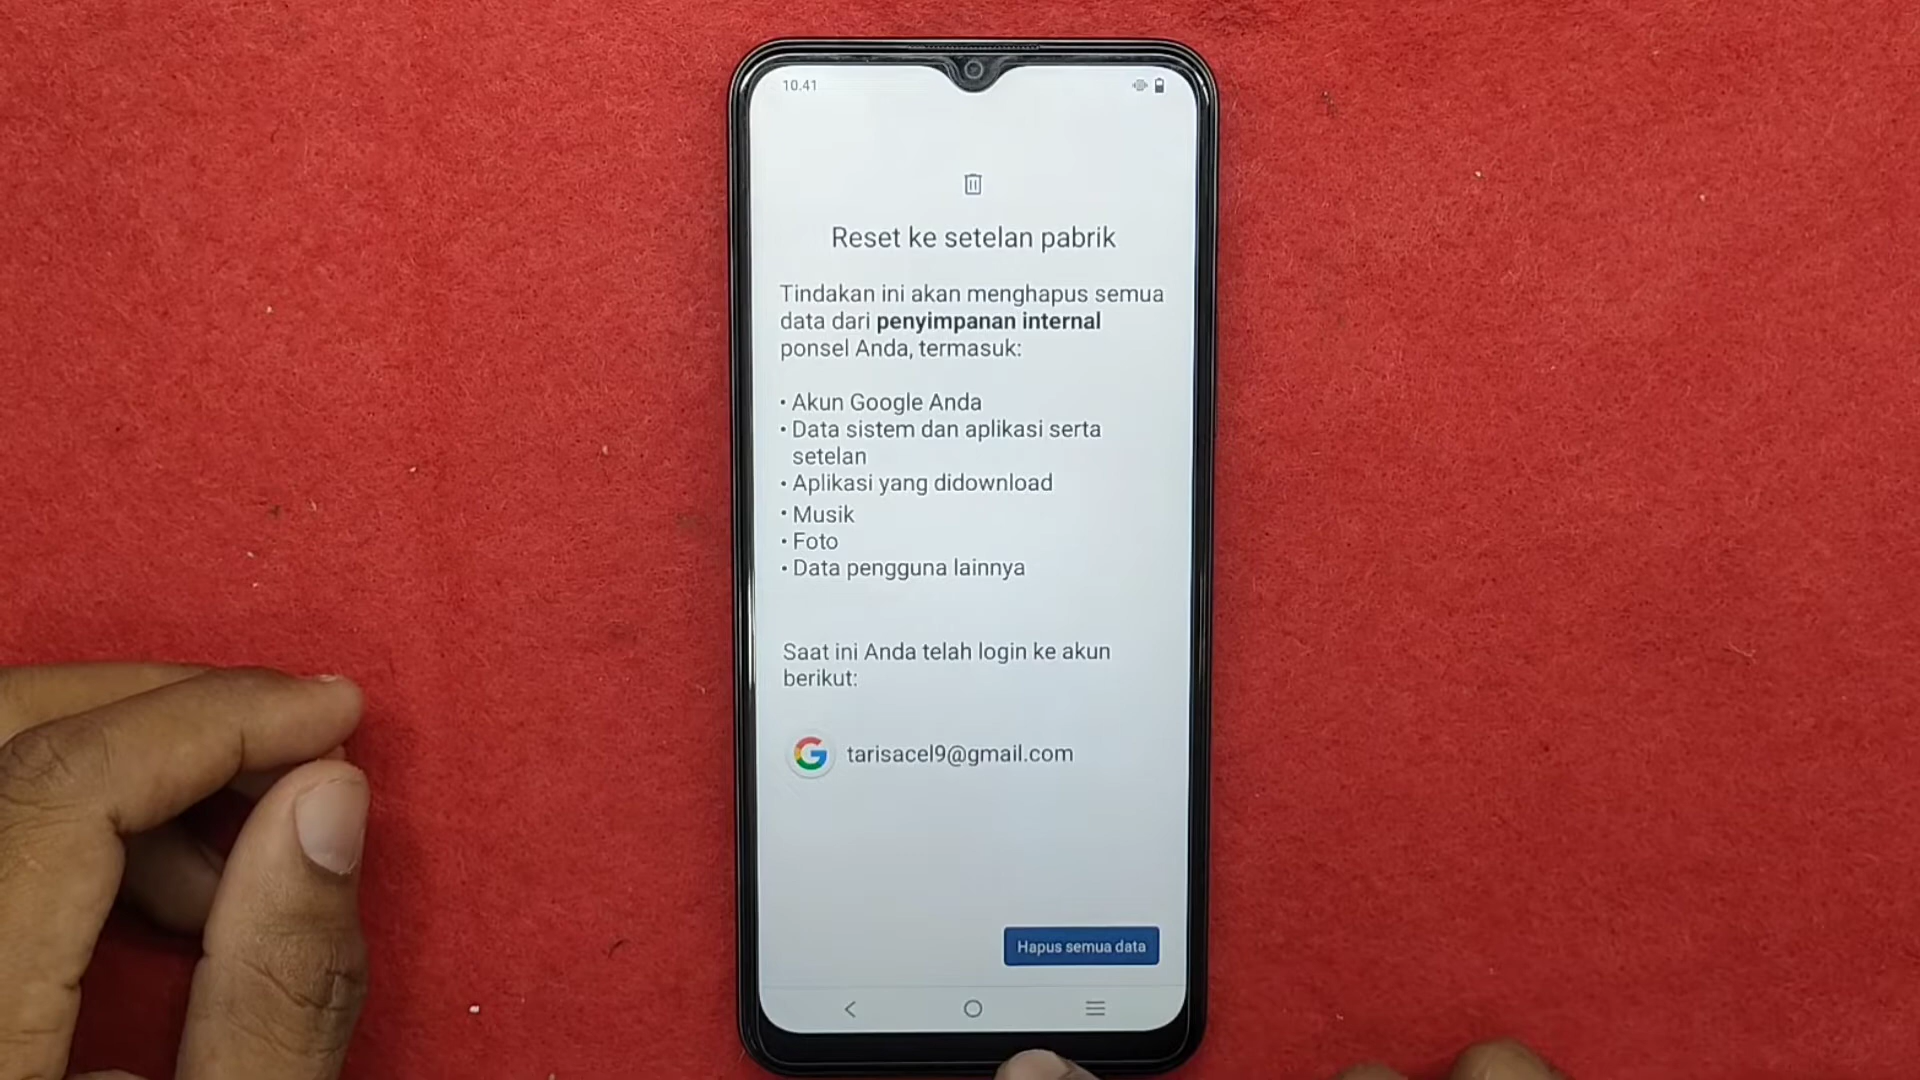 10.41
Reset ke setelan pabrik
Tindakan ini akan menghapus semua
data dari penyimpanan internal
ponsel Anda, termasuk:
• Akun Google Anda
• Data sistem dan aplikasi serta
setelan
• Aplikasi yang didownload
• Musik
• Foto
• Data pengguna lainnya
Saat ini Anda telah login ke akun
berikut:
G tarisacel9@gmail.com
Hapus semua data